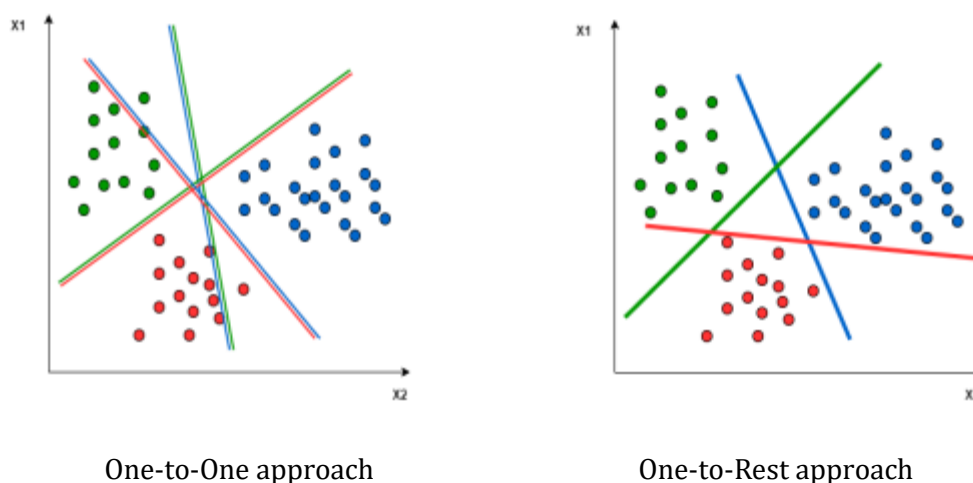 X1
X1
X2
X
One-to-One approach
One-to-Rest approach